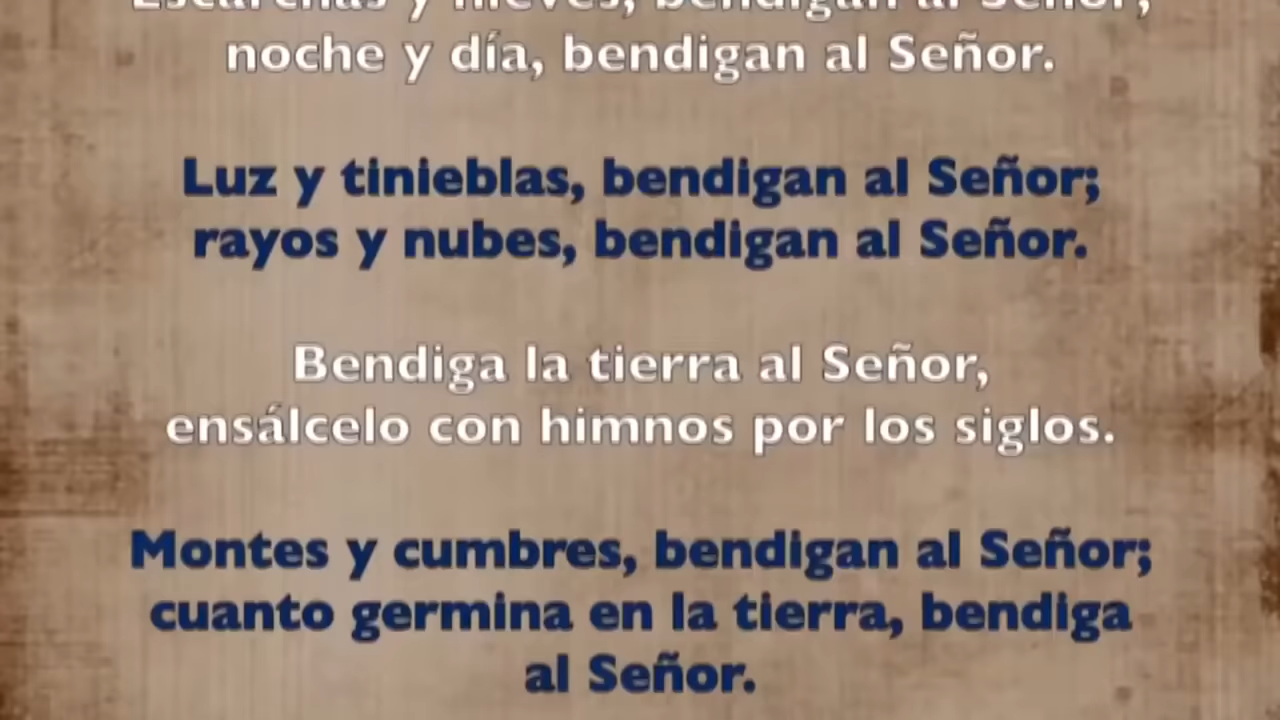 Escarchas y nieves, bendigan al Señor;
noche y día, bendigan al Señor.
Luz y tinieblas, bendigan al Señor;
rayos y nubes, bendigan al Señor.
Bendiga la tierra al Señor,
ensálcelo con himnos por los siglos.
Montes y cumbres, bendigan al Señor;
cuanto germina en la tierra, bendiga
al Señor.